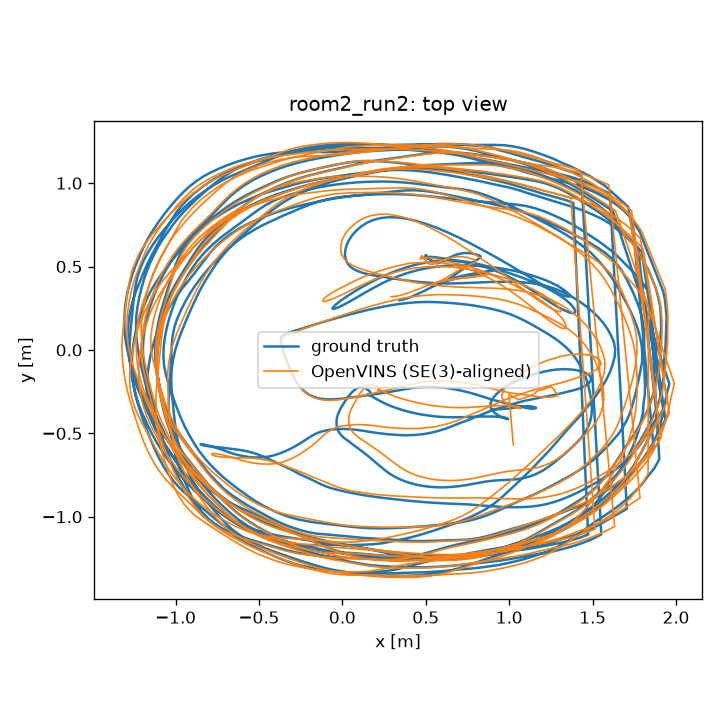 room2_run2: top view
1.0
0.5
0.0
−0.5
−1.0
y [m]
ground truth
OpenVINS (SE(3)-aligned)
−1.0 −0.5 0.0 0.5 1.0 1.5 2.0
x [m]